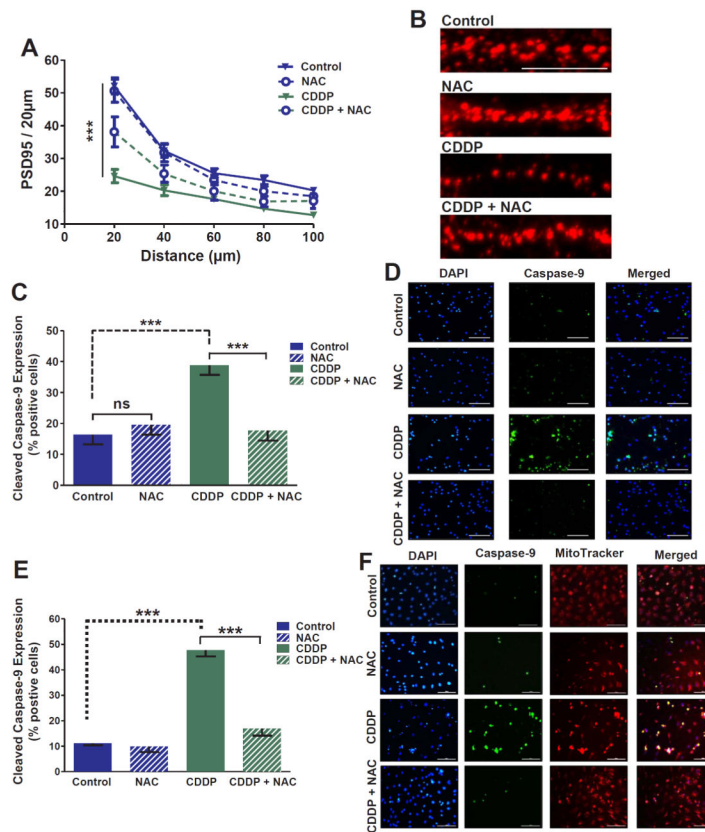 A
60
50
40
30
20
10
PSD95 / 20µm
***
0 20 40 60 80 100
Distance (µm)
Control
NAC
CDDP
CDDP + NAC
B
Control
NAC
CDDP
CDDP + NAC
C
Cleaved Caspase-9 Expression
(% positive cells)
50
40
30
20
10
0
***
***
ns
Control
NAC
CDDP
CDDP + NAC
Control NAC CDDP CDDP + NAC
D
DAPI Caspase-9 Merged
Control
NAC
CDDP
CDDP + NAC
E
Cleaved Caspase-9 Expression
(% positive cells)
60
50
40
30
20
10
0
***
***
Control
NAC
CDDP
CDDP + NAC
Control NAC CDDP CDDP + NAC
F
DAPI Caspase-9 MitoTracker Merged
Control
NAC
CDDP
CDDP + NAC